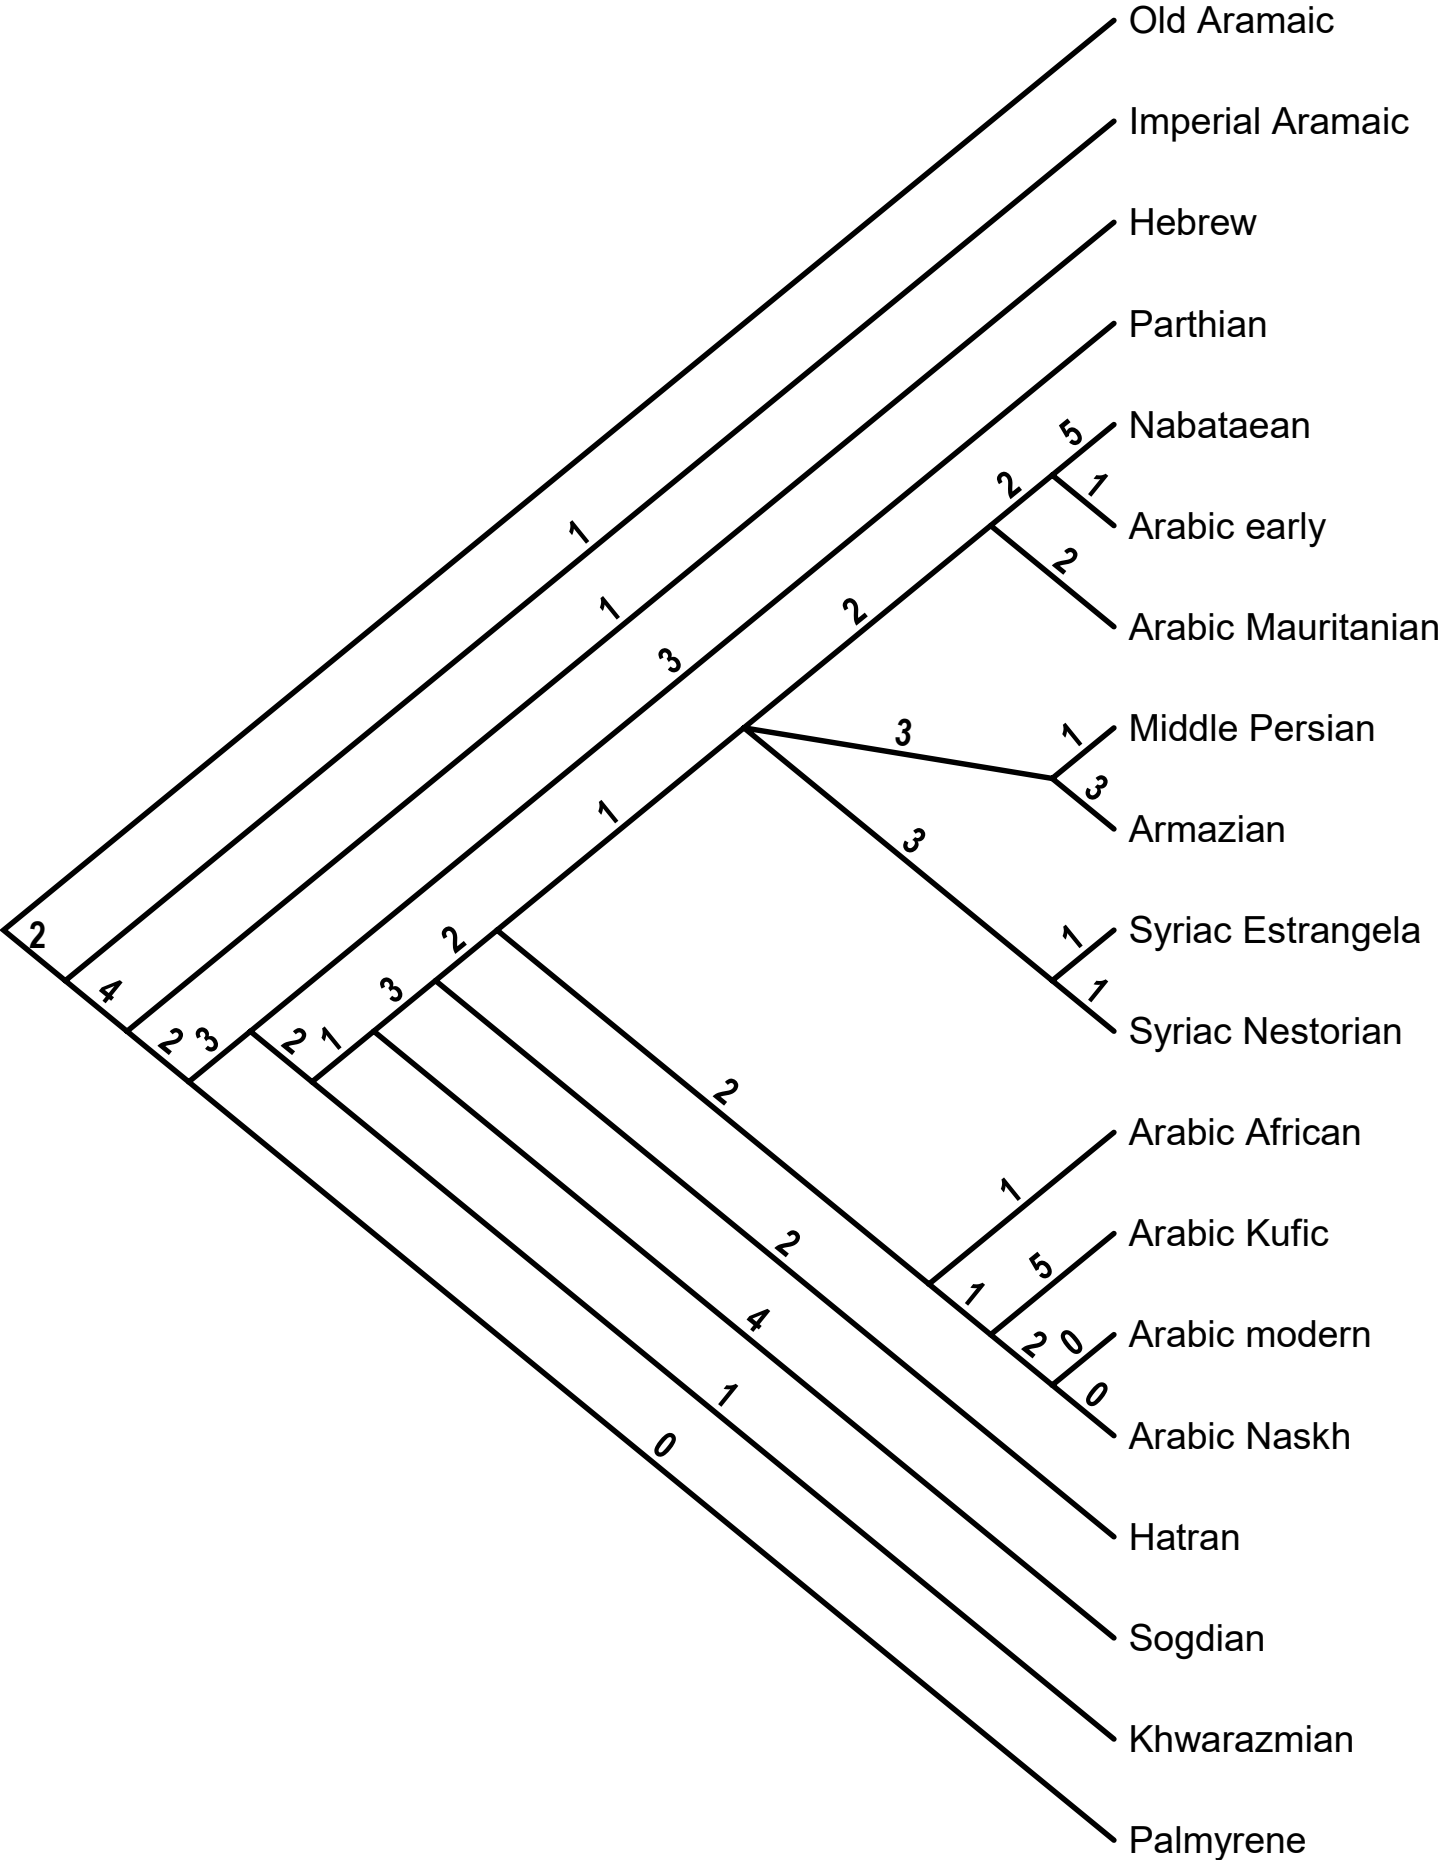 Old Aramaic
Imperial Aramaic
Hebrew
Parthian
5 Nabataean
2 1
Arabic early
1 2
2
1 Arabic Mauritanian
3
3 1 Middle Persian
3
1 3
Armazian
2 2 1 Syriac Estrangela
4 3 1
2 3 2 1 Syriac Nestorian
2
Arabic African
1
2 5 Arabic Kufic
1
4 2 0 Arabic modern
1 0
0 Arabic Naskh
Hatran
Sogdian
Khwarazmian
Palmyrene